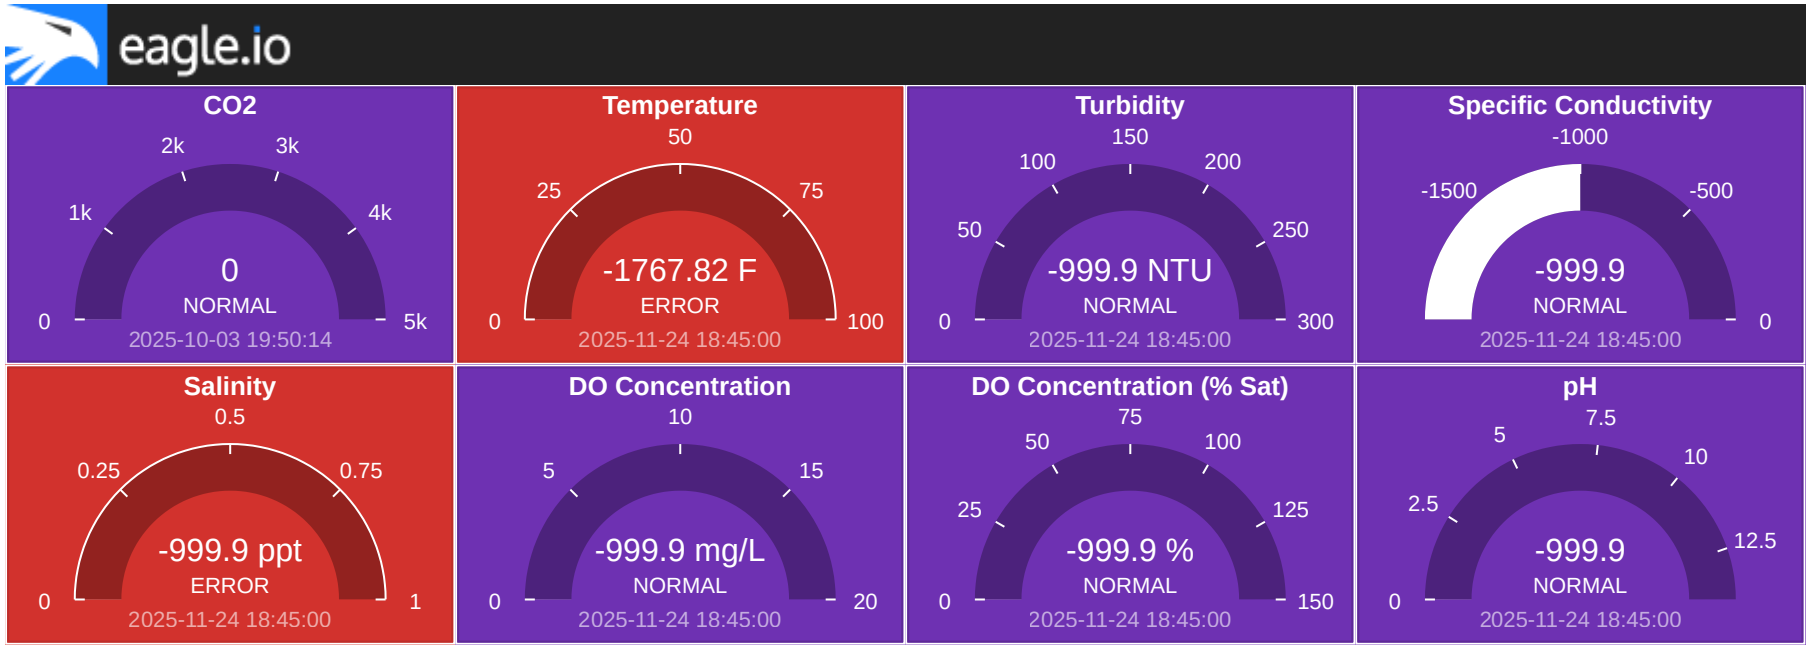 eagle.io
CO2
2k
3k
1k
4k
0
NORMAL
0
5k
2025-10-03 19:50:14
Temperature
50
25
75
-1767.82 F
ERROR
0
100
2025-11-24 18:45:00
Turbidity
150
100
200
50
250
-999.9 NTU
NORMAL
0
300
2025-11-24 18:45:00
Specific Conductivity
-1000
-1500
-500
-999.9
NORMAL
0
2025-11-24 18:45:00
Salinity
0.5
0.25
0.75
-999.9 ppt
ERROR
0
1
2025-11-24 18:45:00
DO Concentration
10
5
15
-999.9 mg/L
NORMAL
0
20
2025-11-24 18:45:00
DO Concentration (% Sat)
75
50
100
25
125
-999.9 %
NORMAL
0
150
2025-11-24 18:45:00
pH
7.5
5
10
2.5
12.5
-999.9
NORMAL
0
2025-11-24 18:45:00